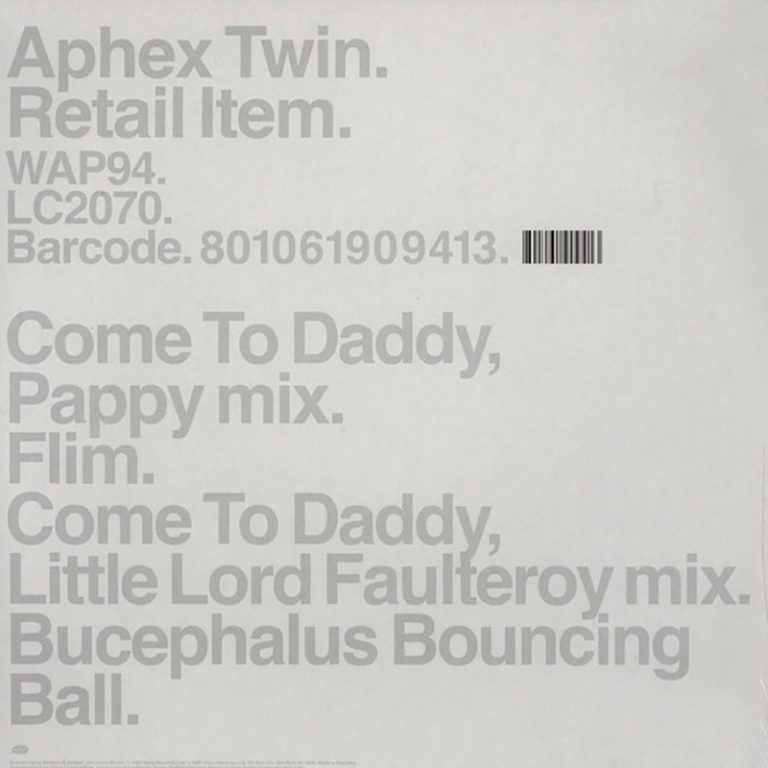 Aphex Twin.
Retail Item.
WAP94.
LC2070.
Barcode. 801061909413.
Come To Daddy,
Pappy mix.
Flim.
Come To Daddy,
Little Lord Faulteroy mix.
Bucephalus Bouncing
Ball.